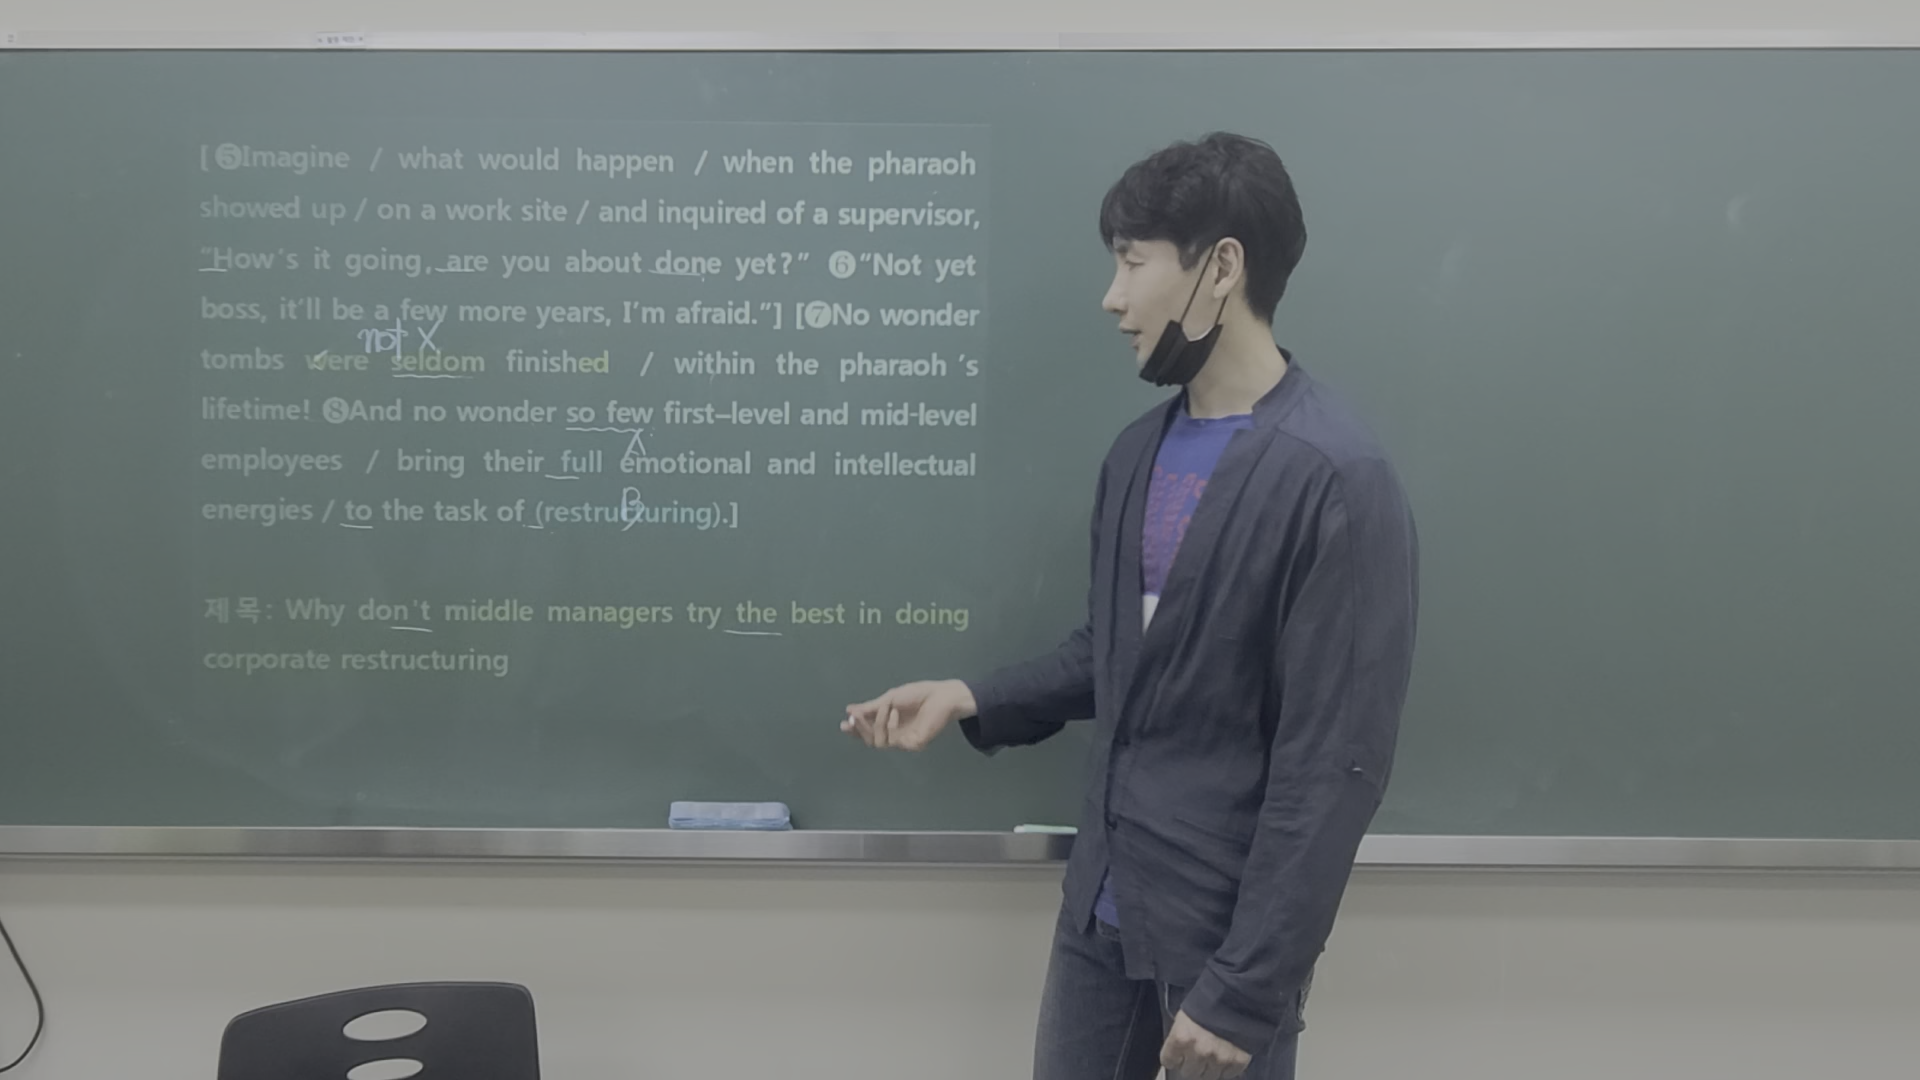 [ ❺Imagine / what would happen / when the pharaoh
showed up / on a work site / and inquired of a supervisor,
"How's it going, are you about done yet?" ❻"Not yet
boss, it'll be a few more years, I'm afraid."] [❼No wonder
not X
tombs were seldom finished / within the pharaoh 's
lifetime! ❽And no wonder so few first–level and mid-level
A
employees / bring their full emotional and intellectual
B
energies / to the task of (restructuring).]
제목: Why don't middle managers try the best in doing
corporate restructuring